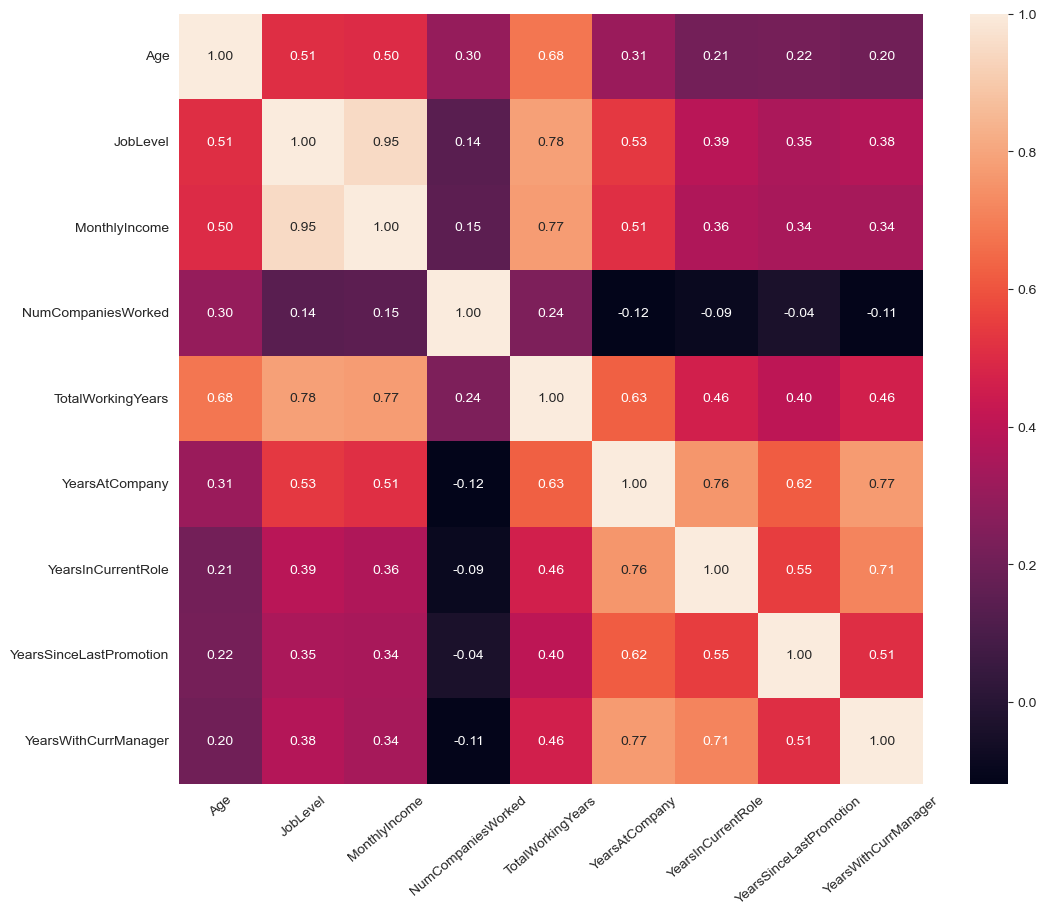 1.0
Age 1.00 0.51 0.50 0.30 0.68 0.31 0.21 0.22 0.20
JobLevel 0.51 1.00 0.95 0.14 0.78 0.53 0.39 0.35 0.38
0.8
MonthlyIncome 0.50 0.95 1.00 0.15 0.77 0.51 0.36 0.34 0.34
0.6
NumCompaniesWorked 0.30 0.14 0.15 1.00 0.24 -0.12 -0.09 -0.04 -0.11
TotalWorkingYears 0.68 0.78 0.77 0.24 1.00 0.63 0.46 0.40 0.46
0.4
YearsAtCompany 0.31 0.53 0.51 -0.12 0.63 1.00 0.76 0.62 0.77
0.2
YearsInCurrentRole 0.21 0.39 0.36 -0.09 0.46 0.76 1.00 0.55 0.71
YearsSinceLastPromotion 0.22 0.35 0.34 -0.04 0.40 0.62 0.55 1.00 0.51
0.0
YearsWithCurrManager 0.20 0.38 0.34 -0.11 0.46 0.77 0.71 0.51 1.00
Age
JobLevel
MonthlyIncome
NumCompaniesWorked
TotalWorkingYears
YearsAtCompany
YearsInCurrentRole
YearsSinceLastPromotion
YearsWithCurrManager